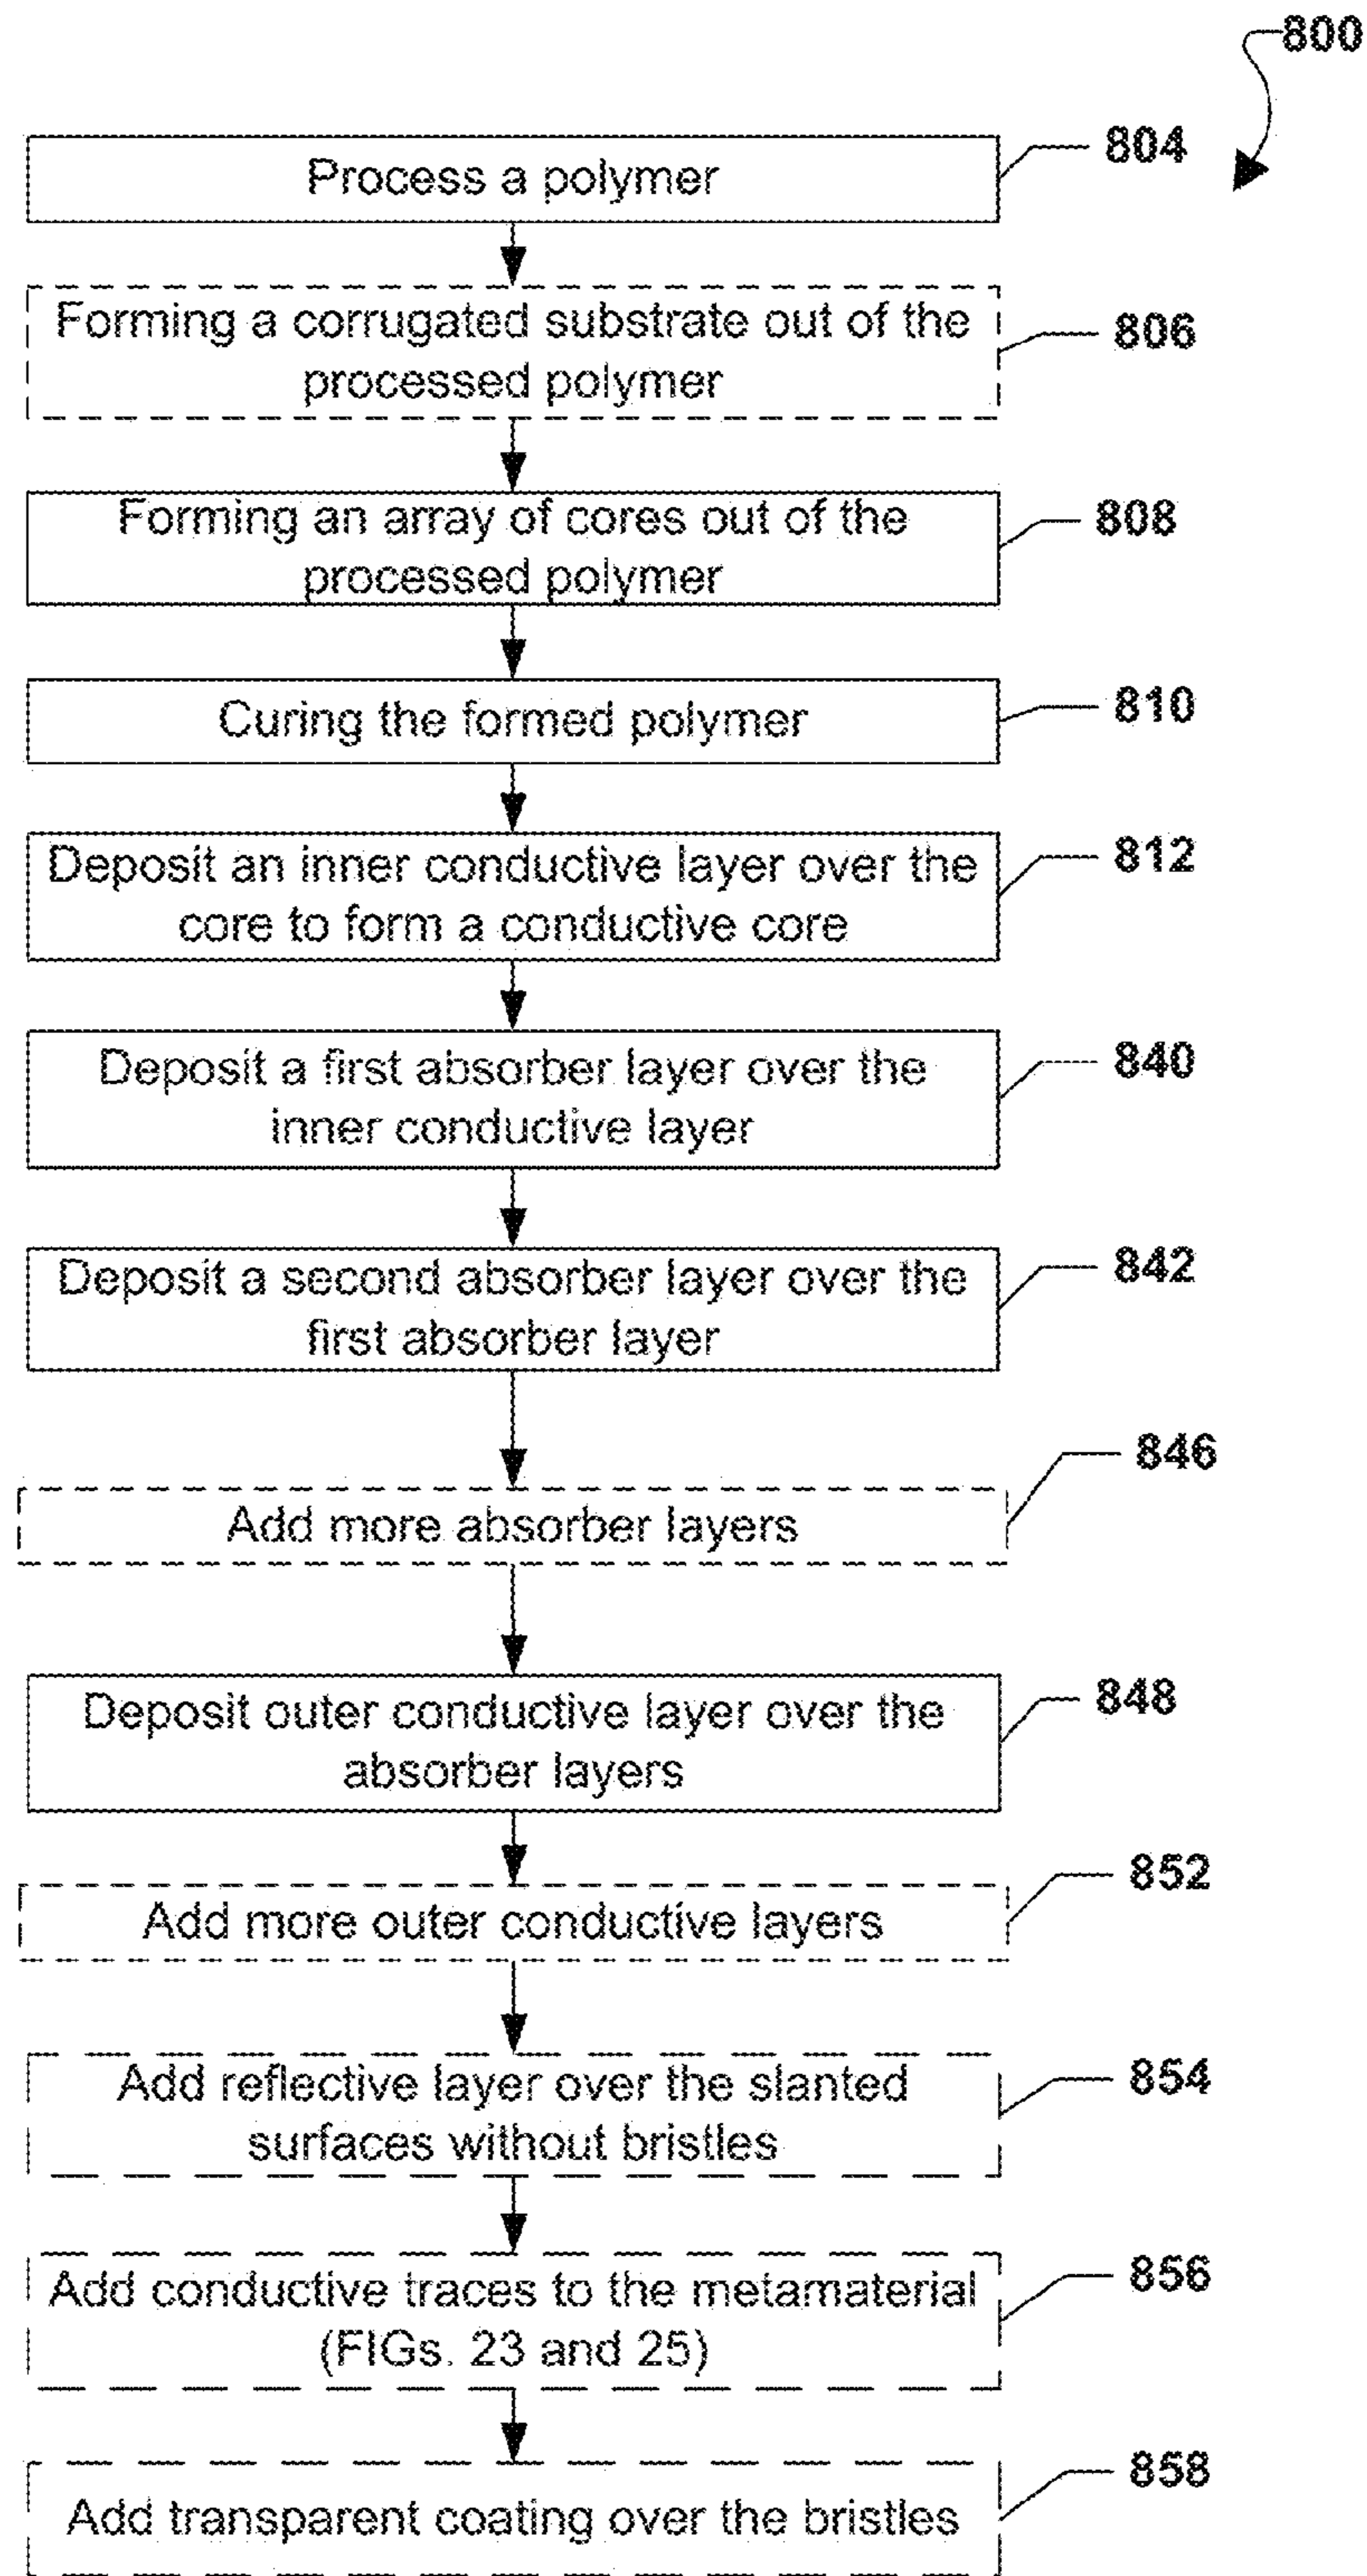 800
Process a polymer
804
Forming a corrugated substrate out of the
processed polymer
806
Forming an array of cores out of the
processed polymer
808
Curing the formed polymer
810
Deposit an inner conductive layer over the
core to form a conductive core
812
Deposit a first absorber layer over the
inner conductive layer
840
Deposit a second absorber layer over the
first absorber layer
842
Add more absorber layers
846
Deposit outer conductive layer over the
absorber layers
848
Add more outer conductive layers
852
Add reflective layer over the slanted
surfaces without bristles
854
Add conductive traces to the metamaterial
(FIGs. 23 and 25)
856
Add transparent coating over the bristles
858